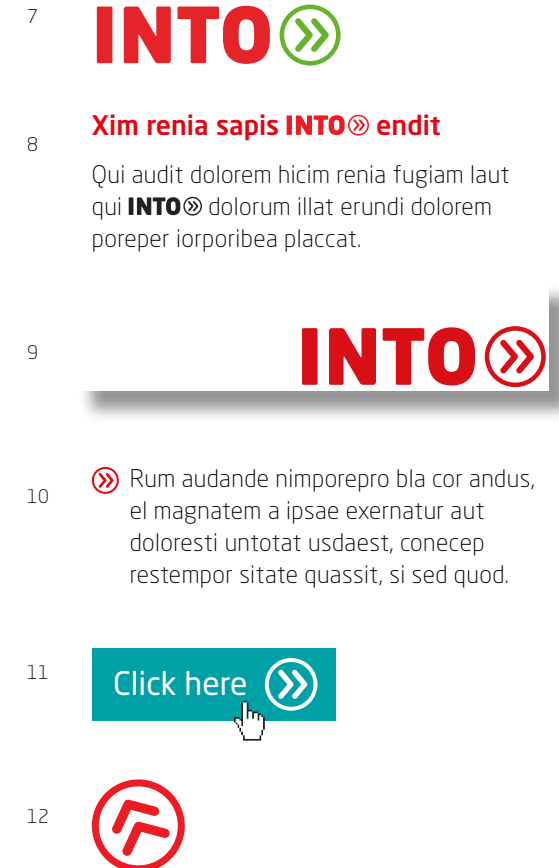 7
INTO
8
Xim renia sapis INTO endit
Qui audit dolorem hicim renia fugiam laut
qui INTO dolorum illat erundi dolorem
poreper iorporibea placcat.
9
INTO
10
Rum audande nimporepro bla cor andus,
el magnatem a ipsae exernatur aut
doloresti untotat usdaest, conecep
restempor sitate quassit, si sed quod.
11
Click here
12